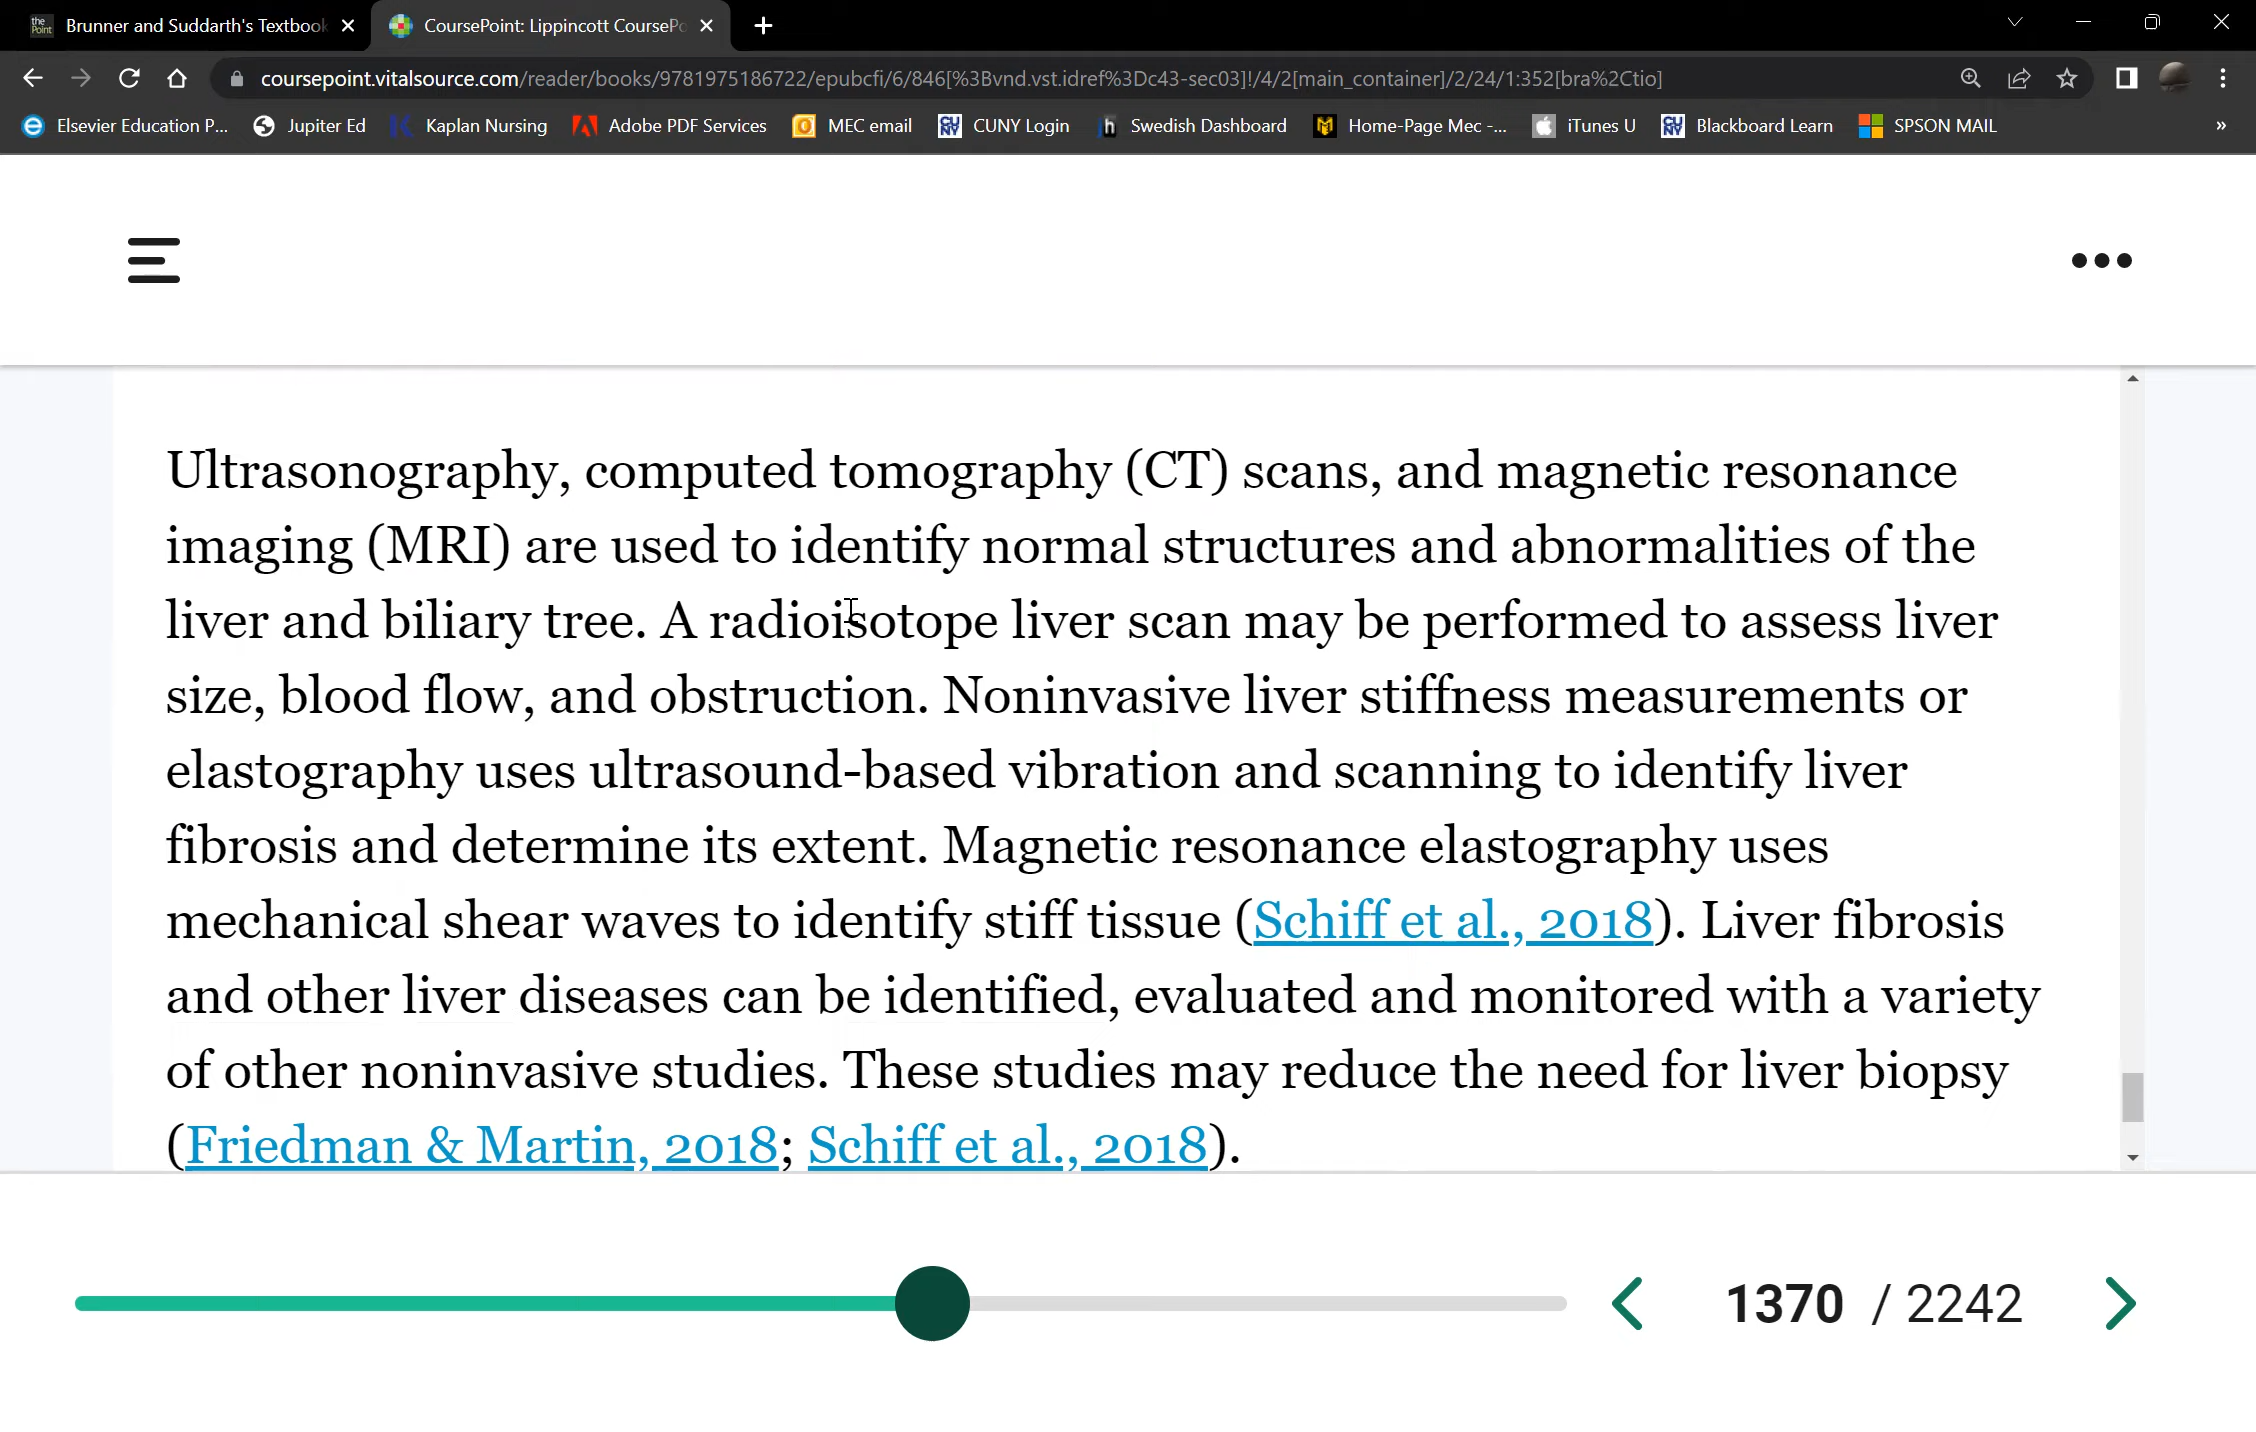 the Point Brunner and Suddarth's Textbook CoursePoint: Lippincott CoursePo
coursepoint.vitalsource.com/reader/books/9781975186722/epubcfi/6/846[%3Bvnd.vst.idref%3Dc43-sec03]!/4/2[main_container]/2/24/1:352[bra%2Ctio]
Elsevier Education P... Jupiter Ed Kaplan Nursing Adobe PDF Services MEC email CUNY Login Swedish Dashboard Home-Page Mec -... iTunes U Blackboard Learn SPSON MAIL »
Ultrasonography, computed tomography (CT) scans, and magnetic resonance
imaging (MRI) are used to identify normal structures and abnormalities of the
liver and biliary tree. A radioisotope liver scan may be performed to assess liver
size, blood flow, and obstruction. Noninvasive liver stiffness measurements or
elastography uses ultrasound-based vibration and scanning to identify liver
fibrosis and determine its extent. Magnetic resonance elastography uses
mechanical shear waves to identify stiff tissue (Schiff et al., 2018). Liver fibrosis
and other liver diseases can be identified, evaluated and monitored with a variety
of other noninvasive studies. These studies may reduce the need for liver biopsy
(Friedman & Martin, 2018; Schiff et al., 2018).
1370 / 2242